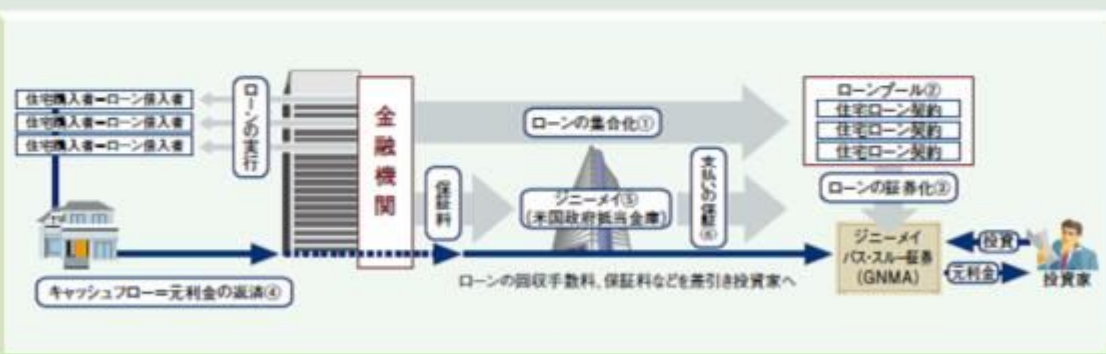 住宅購入者=ローン借入者
住宅購入者=ローン借入者
住宅購入者=ローン借入者
ローンの実行
金融機関
ローンの集合化①
ローンプール②
住宅ローン契約
住宅ローン契約
住宅ローン契約
保証料
ジニーメイ⑤
(米国政府抵当金庫)
支払いの保証⑥
ローンの証券化③
ジニーメイ
パス・スルー証券
(GNMA)
投資
元利金
投資家
ローンの回収手数料、保証料などを差引き投資家へ
キャッシュフロー=元利金の返済④